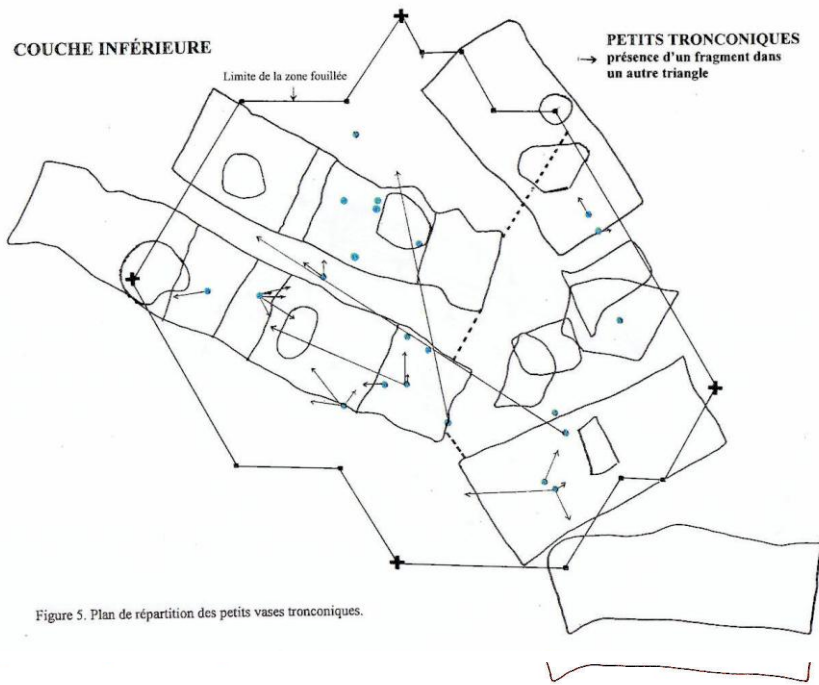 COUCHE INFÉRIEURE
PETITS TRONCONIQUES
→ présence d'un fragment dans
un autre triangle
Limite de la zone fouillée
Figure 5. Plan de répartition des petits vases tronconiques.